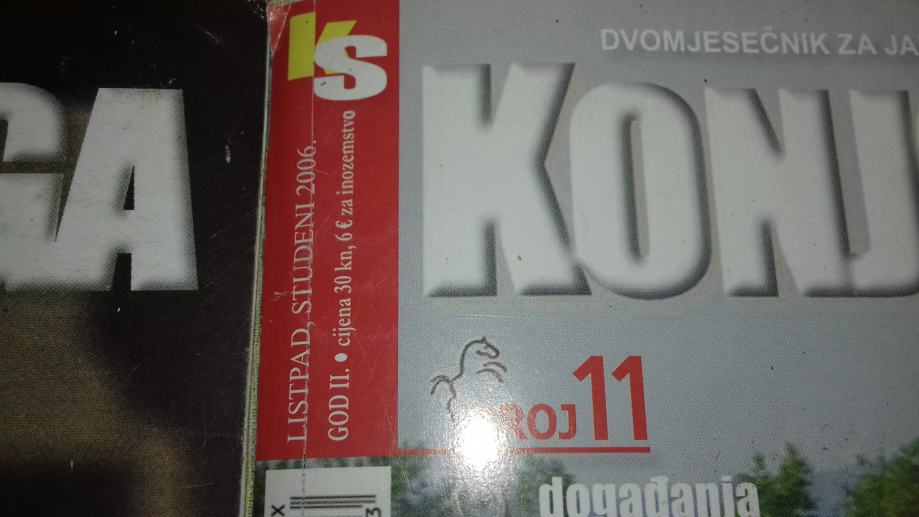 GA
ks
DVOMJESEČNIK ZA JA
KONJ
LISTPAD, STUDENI 2006.
GOD II. ● cijena 30 kn, 6 € za inozemstvo
ROJ 11
događanja
X
3